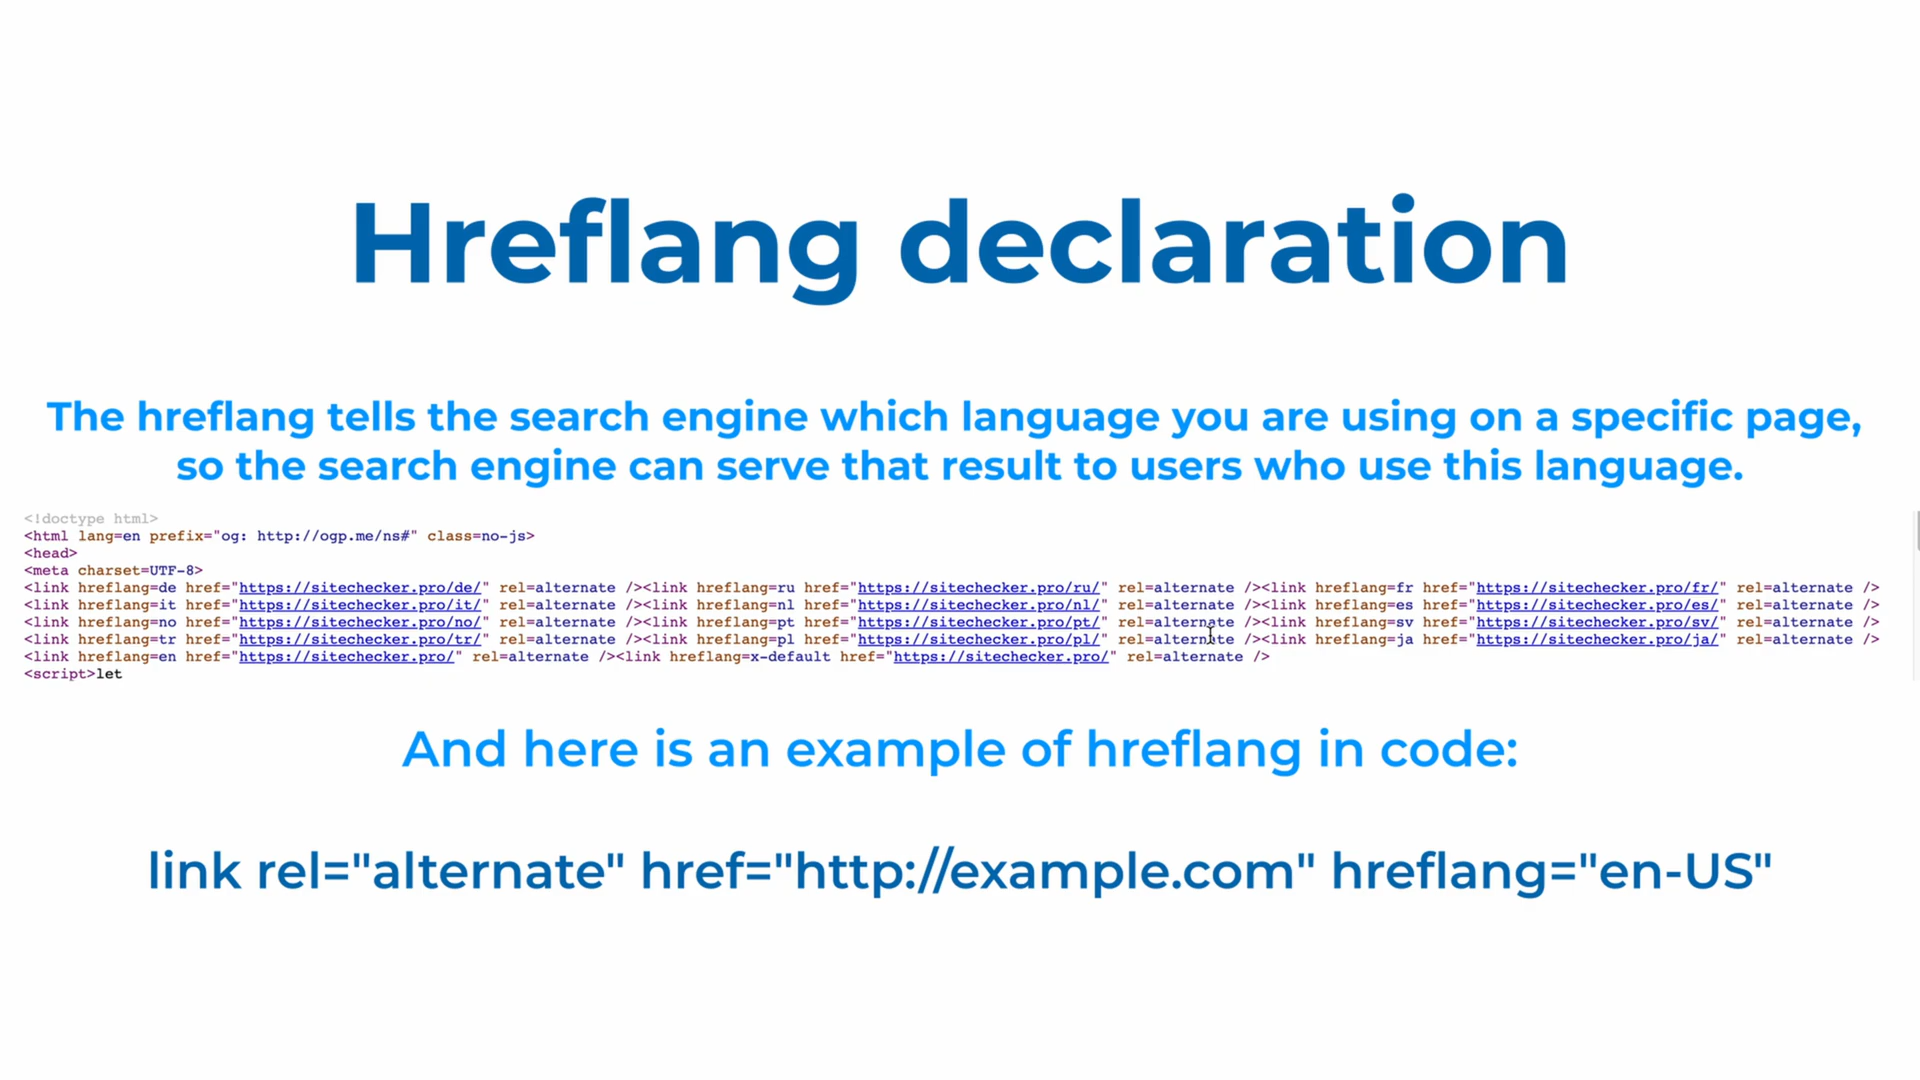 Hreflang declaration
The hreflang tells the search engine which language you are using on a specific page,
so the search engine can serve that result to users who use this language.
<!doctype html>
<html lang=en prefix="og: http://ogp.me/ns#" class=no-js>
<head>
<meta charset=UTF-8>
<link hreflang=de href="https://sitechecker.pro/de/" rel=alternate /><link hreflang=ru href="https://sitechecker.pro/ru/" rel=alternate /><link hreflang=fr href="https://sitechecker.pro/fr/" rel=alternate />
<link hreflang=it href="https://sitechecker.pro/it/" rel=alternate /><link hreflang=nl href="https://sitechecker.pro/nl/" rel=alternate /><link hreflang=es href="https://sitechecker.pro/es/" rel=alternate />
<link hreflang=no href="https://sitechecker.pro/no/" rel=alternate /><link hreflang=pt href="https://sitechecker.pro/pt/" rel=alternate /><link hreflang=sv href="https://sitechecker.pro/sv/" rel=alternate />
<link hreflang=tr href="https://sitechecker.pro/tr/" rel=alternate /><link hreflang=pl href="https://sitechecker.pro/pl/" rel=alternate /><link hreflang=ja href="https://sitechecker.pro/ja/" rel=alternate />
<link hreflang=en href="https://sitechecker.pro/" rel=alternate /><link hreflang=x-default href="https://sitechecker.pro/" rel=alternate />
<script>let
And here is an example of hreflang in code:
link rel="alternate" href="http://example.com" hreflang="en-US"